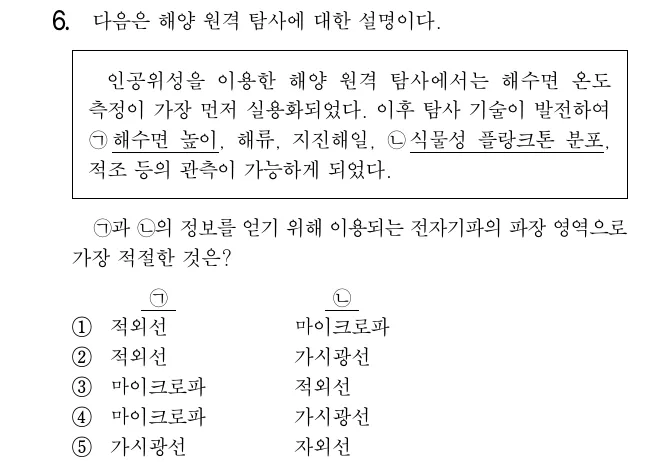 6. 다음은 해양 원격 탐사에 대한 설명이다.
인공위성을 이용한 해양 원격 탐사에서는 해수면 온도
측정이 가장 먼저 실용화되었다. 이후 탐사 기술이 발전하여
㉠해수면 높이, 해류, 지진해일, ㉡식물성 플랑크톤 분포,
적조 등의 관측이 가능하게 되었다.
㉠과 ㉡의 정보를 얻기 위해 이용되는 전자기파의 파장 영역으로
가장 적절한 것은?
㉠ ㉡
① 적외선 마이크로파
② 적외선 가시광선
③ 마이크로파 적외선
④ 마이크로파 가시광선
⑤ 가시광선 자외선